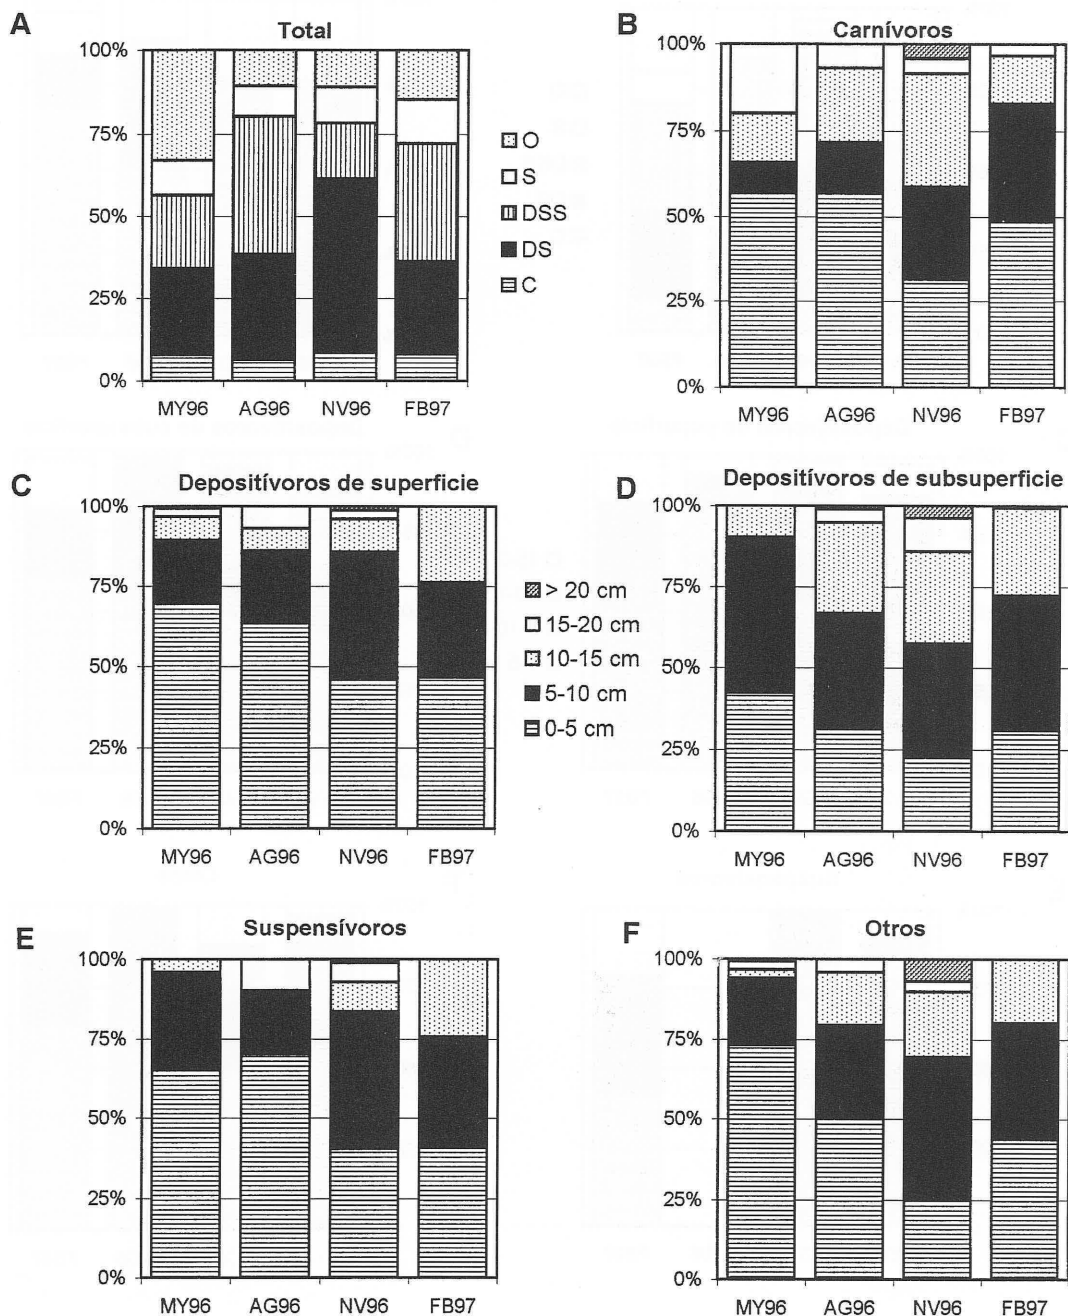 A
Total
100%
75%
50%
25%
0%
MY96 AG96 NV96 FB97
O
S
DSS
DS
C
B
Carnívoros
100%
75%
50%
25%
0%
MY96 AG96 NV96 FB97
C
Depositívoros de superficie
100%
75%
50%
25%
0%
MY96 AG96 NV96 FB97
> 20 cm
15-20 cm
10-15 cm
5-10 cm
0-5 cm
D
Depositívoros de subsuperficie
100%
75%
50%
25%
0%
MY96 AG96 NV96 FB97
E
Suspensívoros
100%
75%
50%
25%
0%
MY96 AG96 NV96 FB97
F
Otros
100%
75%
50%
25%
0%
MY96 AG96 NV96 FB97